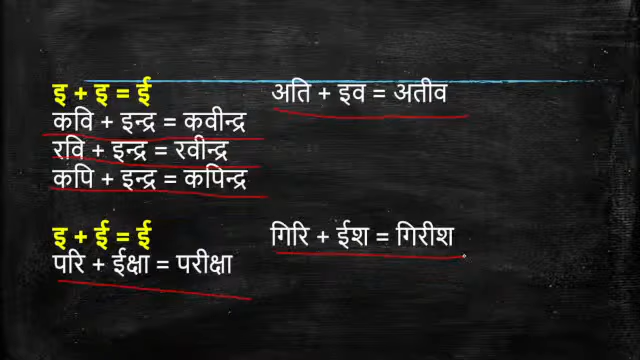 इ + इ = ई
अति + इव = अतीव
कवि + इन्द्र = कवीन्द्र
रवि + इन्द्र = रवीन्द्र
कपि + इन्द्र = कपिन्द्र
इ + ई = ई
गिरि + ईश = गिरीश
परि + ईक्षा = परीक्षा